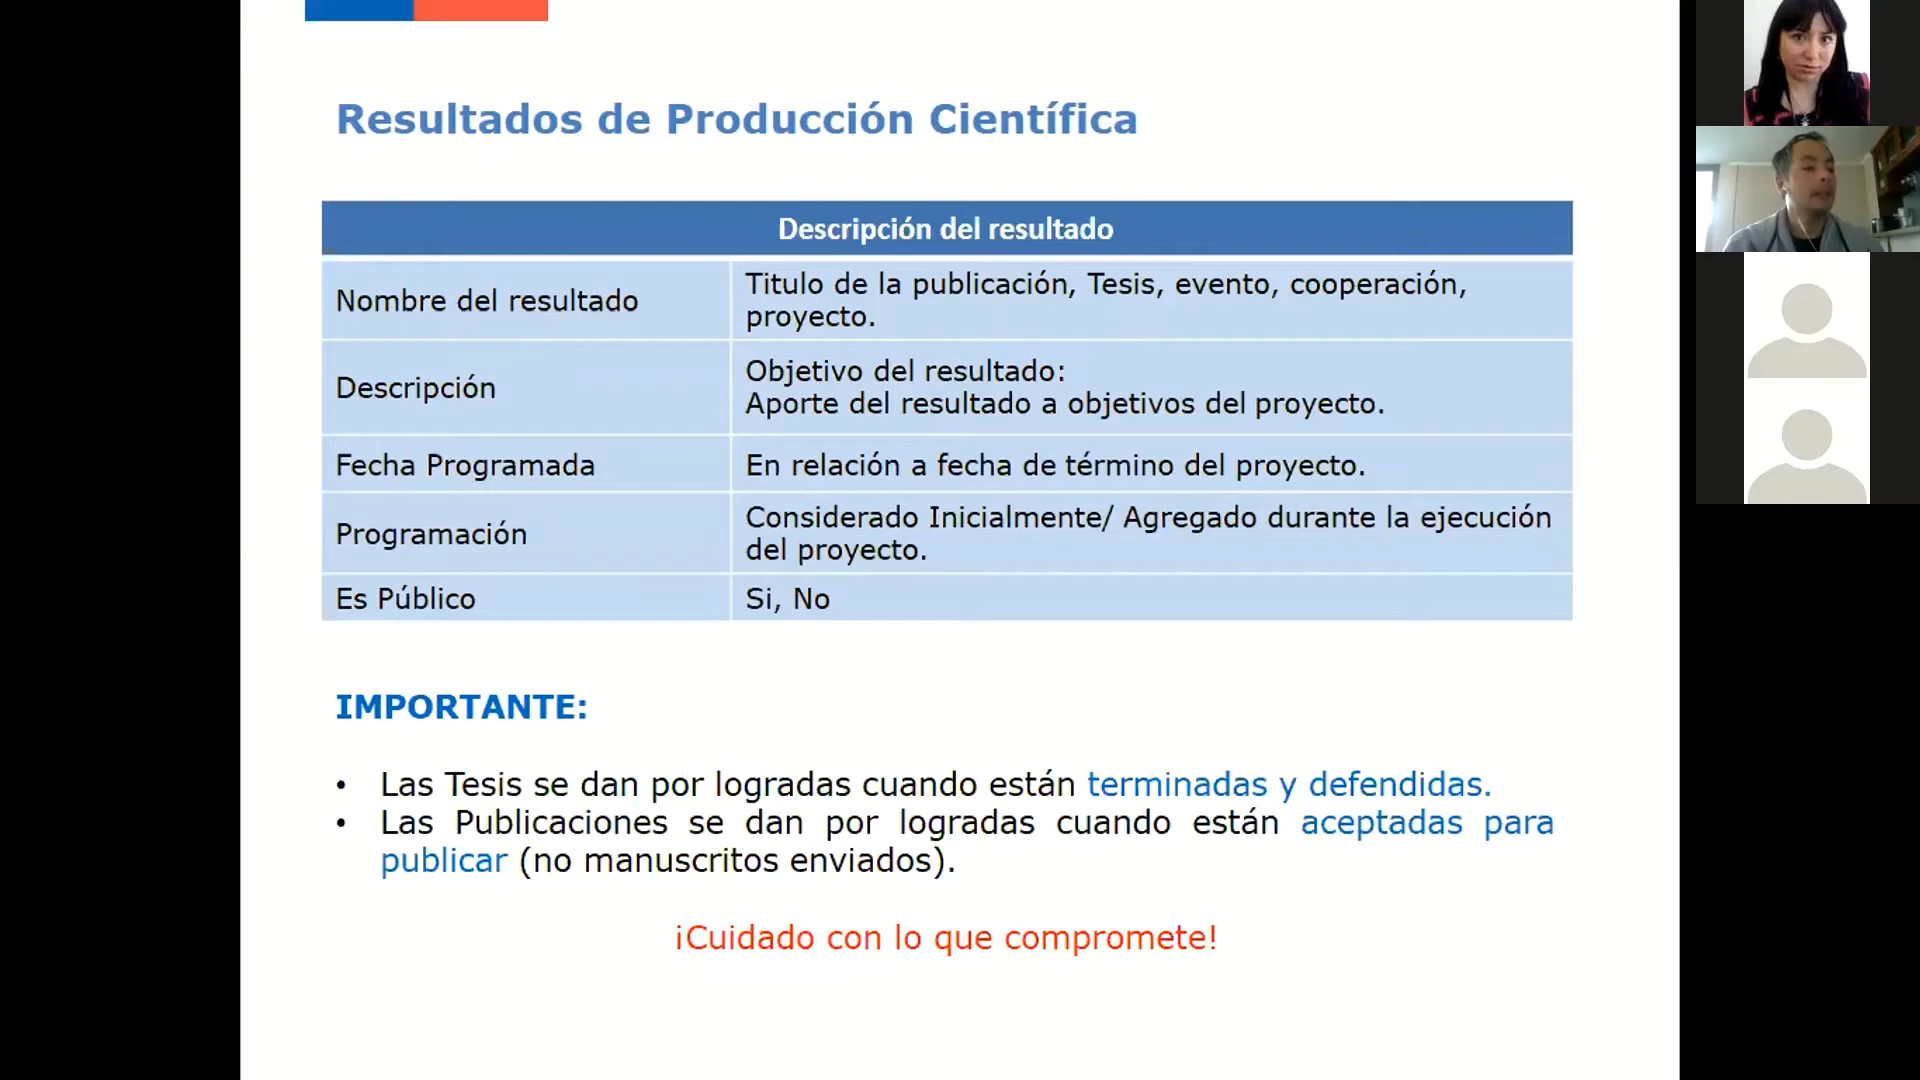 Resultados de Producción Científica
Descripción del resultado
Nombre del resultado
Titulo de la publicación, Tesis, evento, cooperación,
proyecto.
Descripción
Objetivo del resultado:
Aporte del resultado a objetivos del proyecto.
Fecha Programada
En relación a fecha de término del proyecto.
Programación
Considerado Inicialmente/ Agregado durante la ejecución
del proyecto.
Es Público
Si, No
IMPORTANTE:
• Las Tesis se dan por logradas cuando están terminadas y defendidas.
• Las Publicaciones se dan por logradas cuando están aceptadas para
publicar (no manuscritos enviados).
¡Cuidado con lo que compromete!